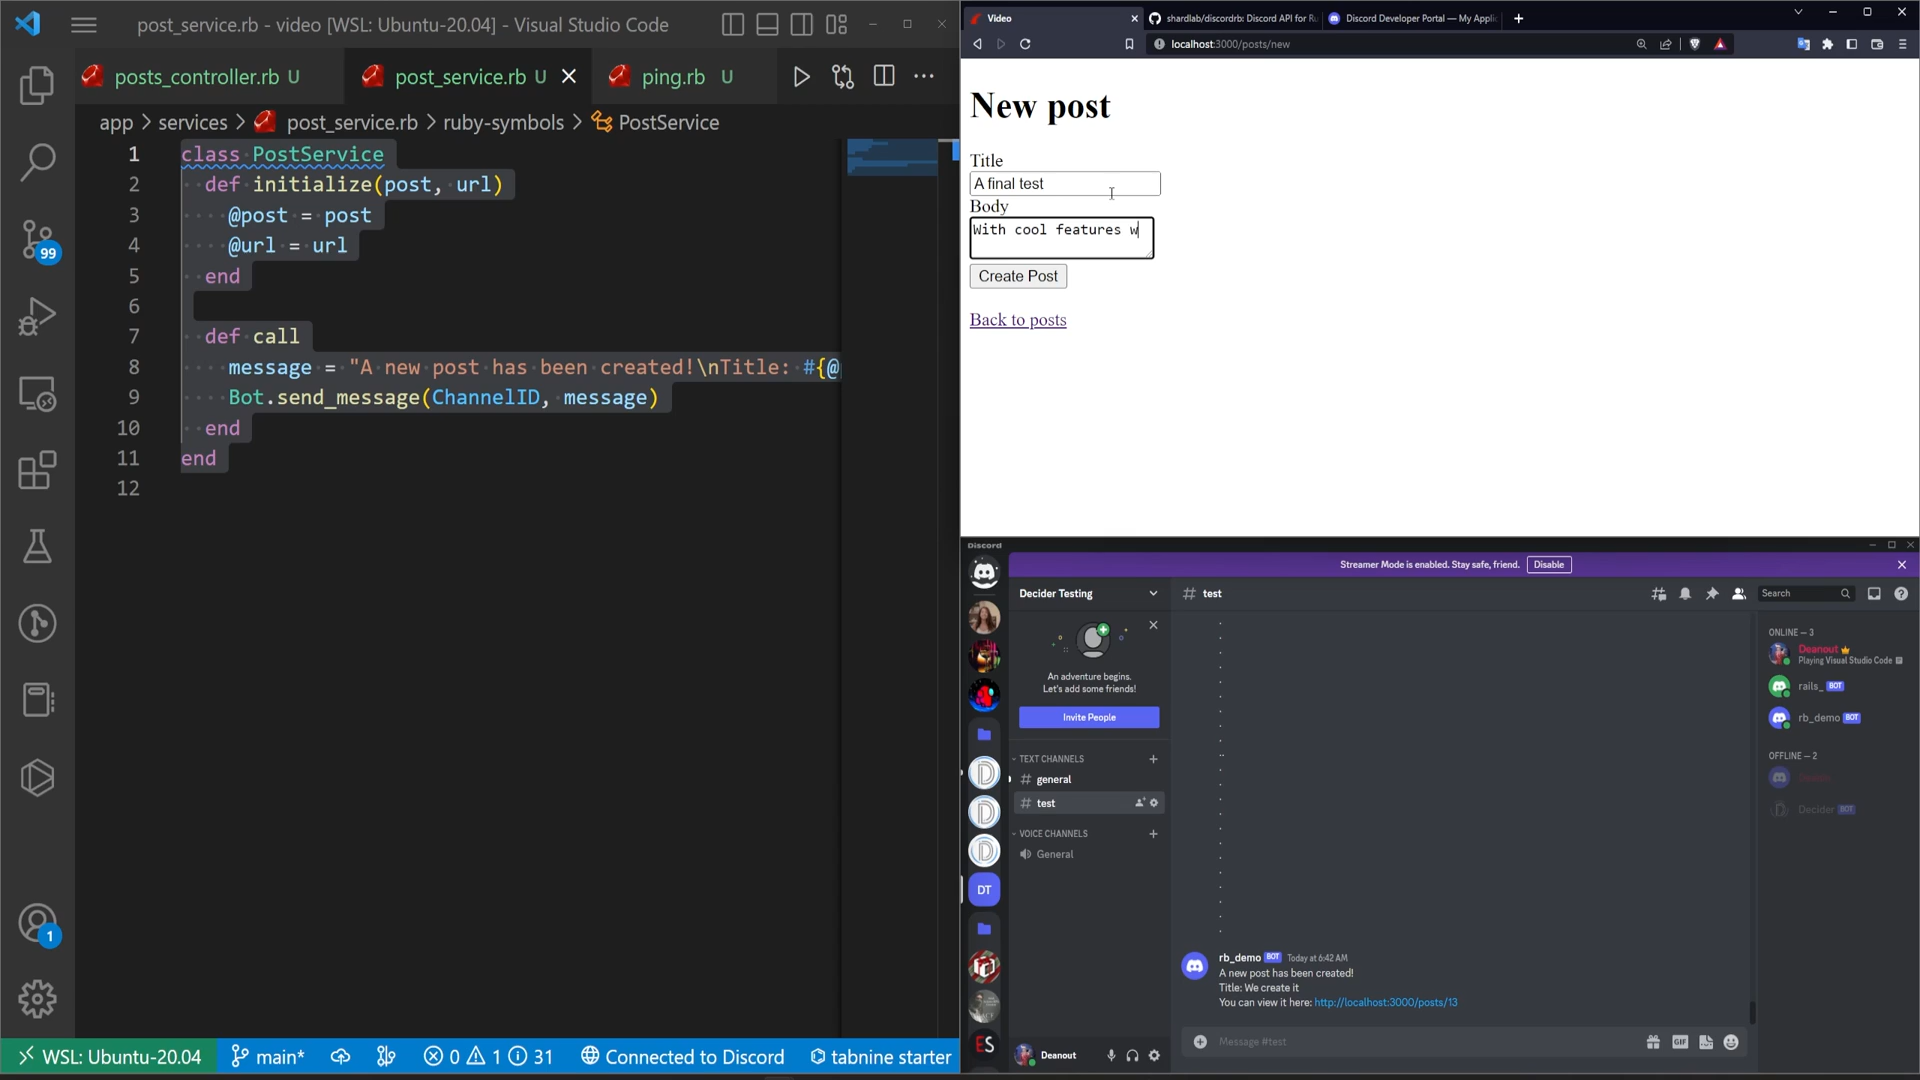 post_service.rb - video [WSL: Ubuntu-20.04] - Visual Studio Code
posts_controller.rb U
post_service.rb U
ping.rb U
app > services > post_service.rb > ruby-symbols > PostService
1 class PostService
2 def initialize(post, url)
3 @post = post
4 @url = url
5 end
6
7 def call
8 message = "A new post has been created!\nTitle: #{@
9 Bot.send_message(ChannelID, message)
10 end
11 end
12
99
1
WSL: Ubuntu-20.04
main*
0 1 31
Connected to Discord
tabnine starter
Video
shardlab/discordrb: Discord API for Ru
Discord Developer Portal — My Applic
localhost:3000/posts/new
New post
Title
A final test
Body
With cool features w
Create Post
Back to posts
Discord
Streamer Mode is enabled. Stay safe, friend.
Disable
Decider Testing
# test
Search
An adventure begins.
Let's add some friends!
Invite People
TEXT CHANNELS
# general
# test
VOICE CHANNELS
General
DT
ES
Deanout
rb_demo BOT Today at 6:42 AM
A new post has been created!
Title: We create it
You can view it here: http://localhost:3000/posts/13
Message #test
GIF
ONLINE — 3
Deanout
Playing Visual Studio Code
rails_ BOT
rb_demo BOT
OFFLINE — 2
Decider BOT